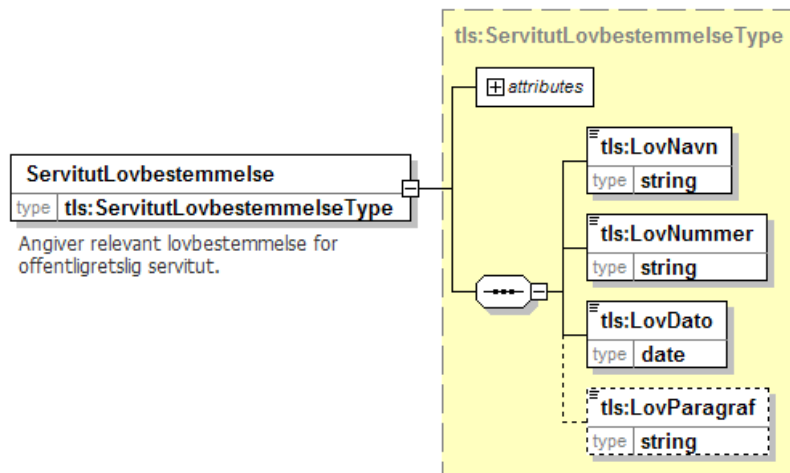 tls:ServitutLovbestemmelseType
attributes
ServitutLovbestemmelse
type tls:ServitutLovbestemmelseType
Angiver relevant lovbestemmelse for
offentligretslig servitut.
tls:LovNavn
type string
tls:LovNummer
type string
tls:LovDato
type date
tls:LovParagraf
type string